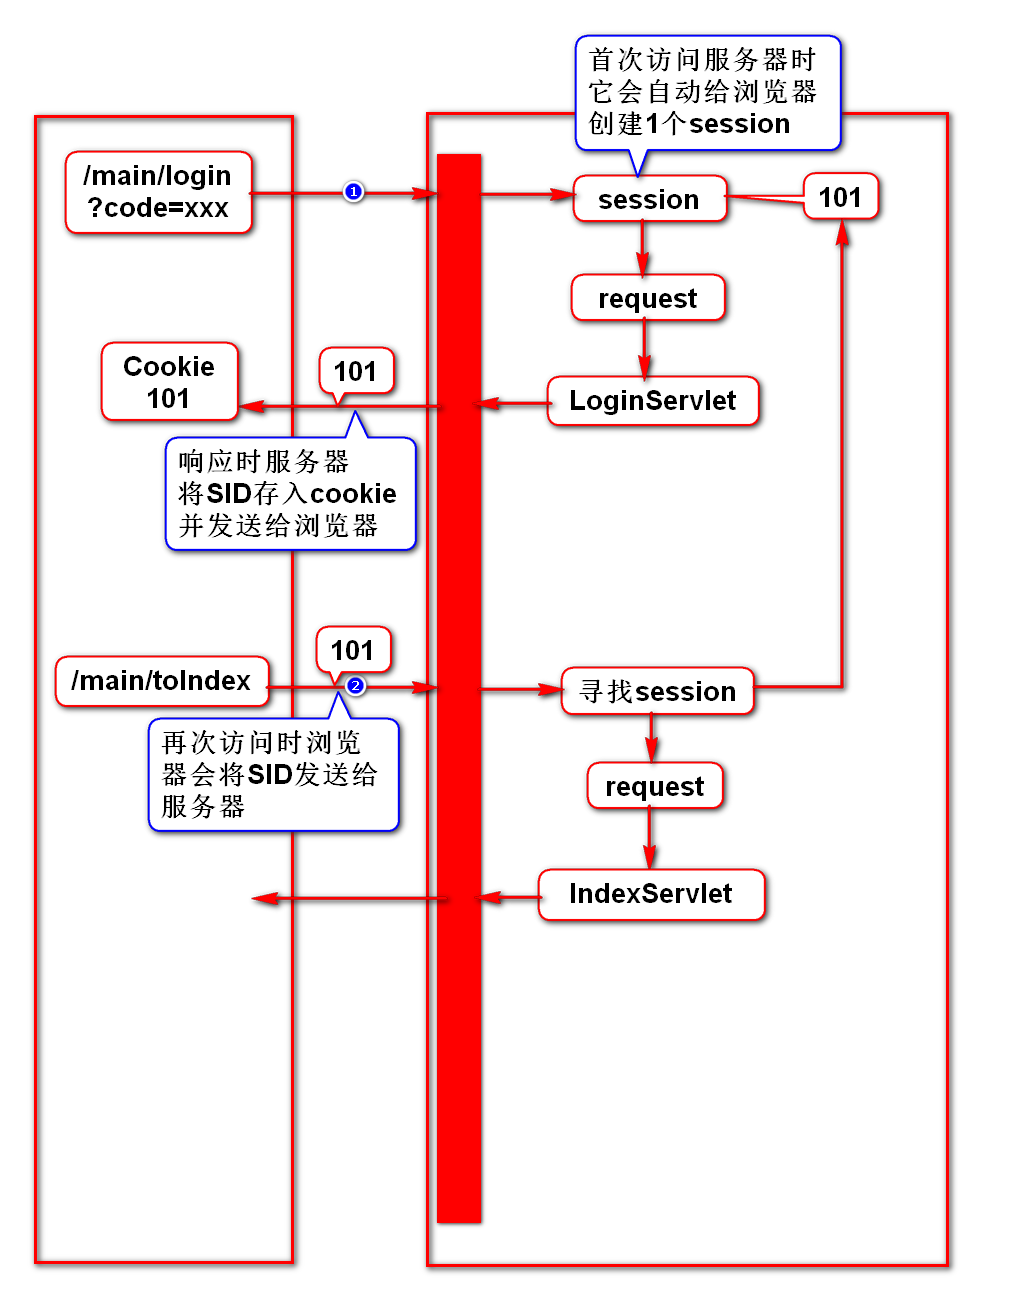 首次访问服务器时
它会自动给浏览器
创建1个session
/main/login
?code=xxx
1
session
101
request
Cookie
101
101
LoginServlet
响应时服务器
将SID存入cookie
并发送给浏览器
101
/main/toIndex
2
寻找session
再次访问时浏览
器会将SID发送给
服务器
request
IndexServlet